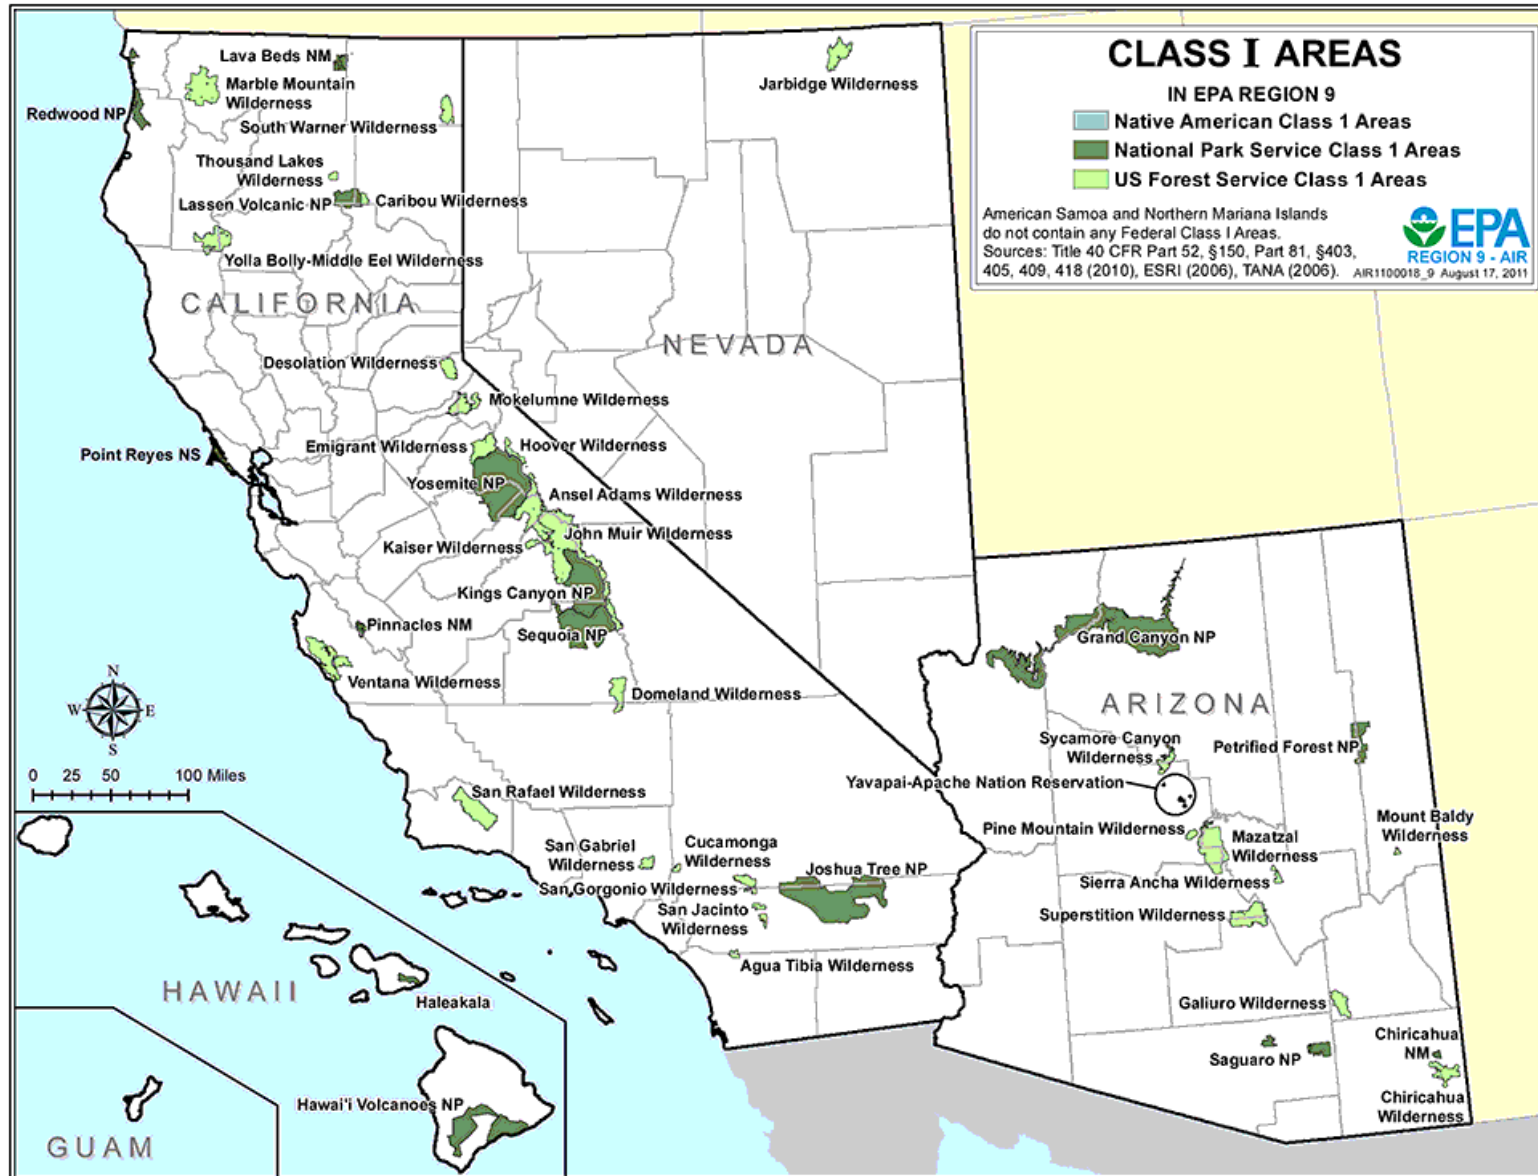 CLASS I AREAS
IN EPA REGION 9
Native American Class 1 Areas
National Park Service Class 1 Areas
US Forest Service Class 1 Areas
American Samoa and Northern Mariana Islands
do not contain any Federal Class I Areas.
Sources: Title 40 CFR Part 52, §150, Part 81, §403,
405, 409, 418 (2010), ESRI (2006), TANA (2006).
EPA
REGION 9 - AIR
AIR1100018_9 August 17, 2011
Lava Beds NM
Marble Mountain
Wilderness
Redwood NP
South Warner Wilderness
Thousand Lakes
Wilderness
Lassen Volcanic NP
Caribou Wilderness
Yolla Bolly-Middle Eel Wilderness
CALIFORNIA
Jarbidge Wilderness
NEVADA
Desolation Wilderness
Mokelumne Wilderness
Emigrant Wilderness
Hoover Wilderness
Point Reyes NS
Yosemite NP
Ansel Adams Wilderness
John Muir Wilderness
Kaiser Wilderness
Kings Canyon NP
Pinnacles NM
Sequoia NP
Ventana Wilderness
Domeland Wilderness
N
W
E
S
0 25 50 100 Miles
San Rafael Wilderness
San Gabriel
Wilderness
Cucamonga
Wilderness
Joshua Tree NP
San Gorgonio Wilderness
San Jacinto
Wilderness
Agua Tibia Wilderness
Grand Canyon NP
ARIZONA
Sycamore Canyon
Wilderness
Petrified Forest NP
Yavapai-Apache Nation Reservation
Pine Mountain Wilderness
Mazatzal
Wilderness
Mount Baldy
Wilderness
Sierra Ancha Wilderness
Superstition Wilderness
Galiuro Wilderness
Saguaro NP
Chiricahua
NM
Chiricahua
Wilderness
HAWAII
Haleakala
Hawai'i Volcanoes NP
GUAM